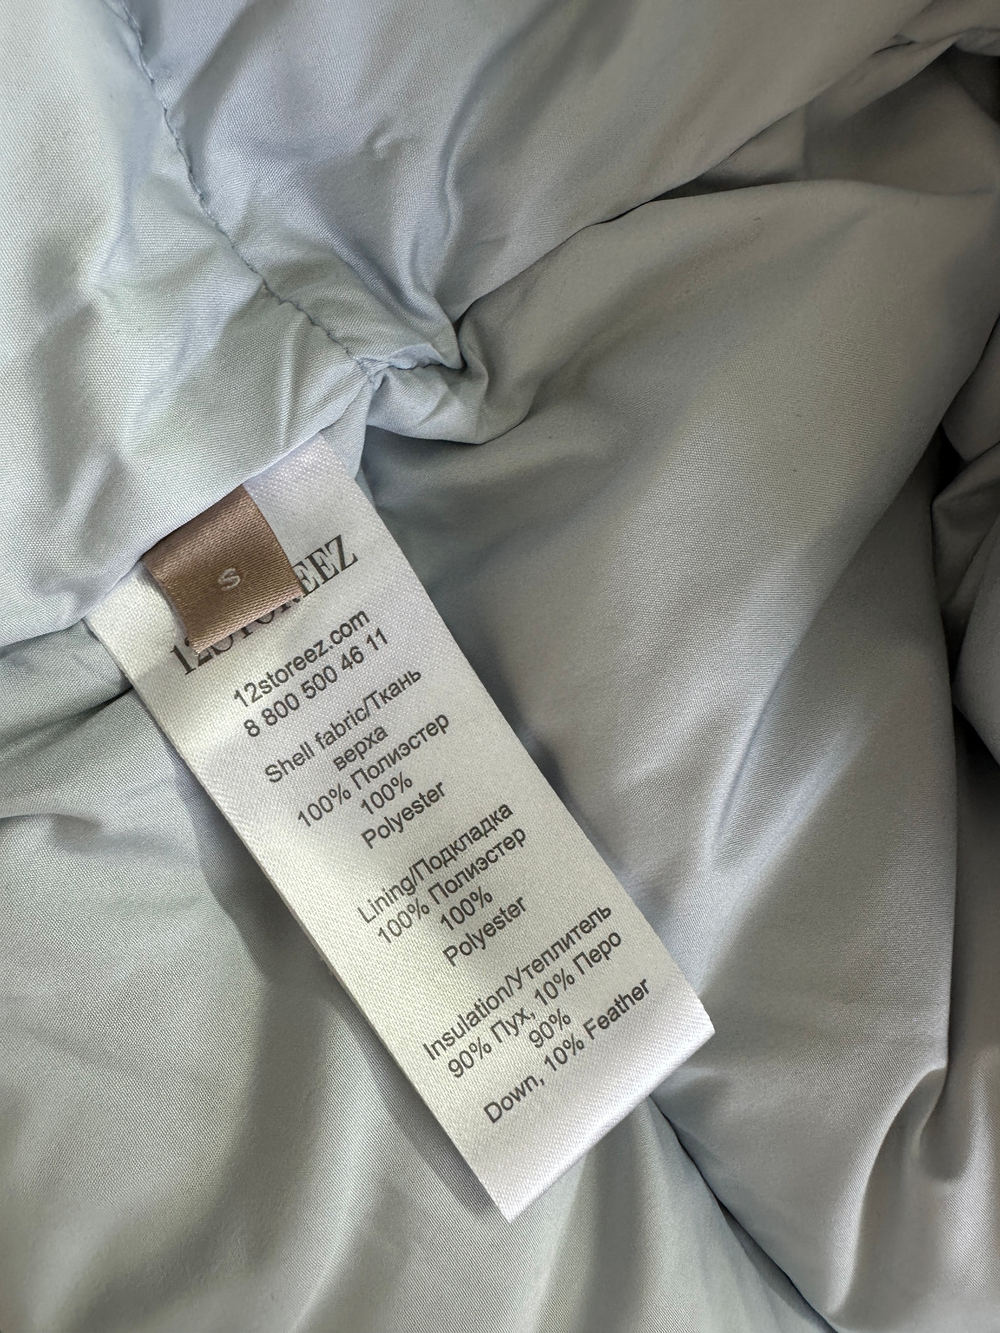 S
12STOREEZ
12storeez.com
8 800 500 46 11
Shell fabric/Ткань
верха
100% Полиэстер
100%
Polyester
Lining/Подкладка
100% Полиэстер
100%
Polyester
Insulation/Утеплитель
90% Пух, 10% Перо
90%
Down, 10% Feather